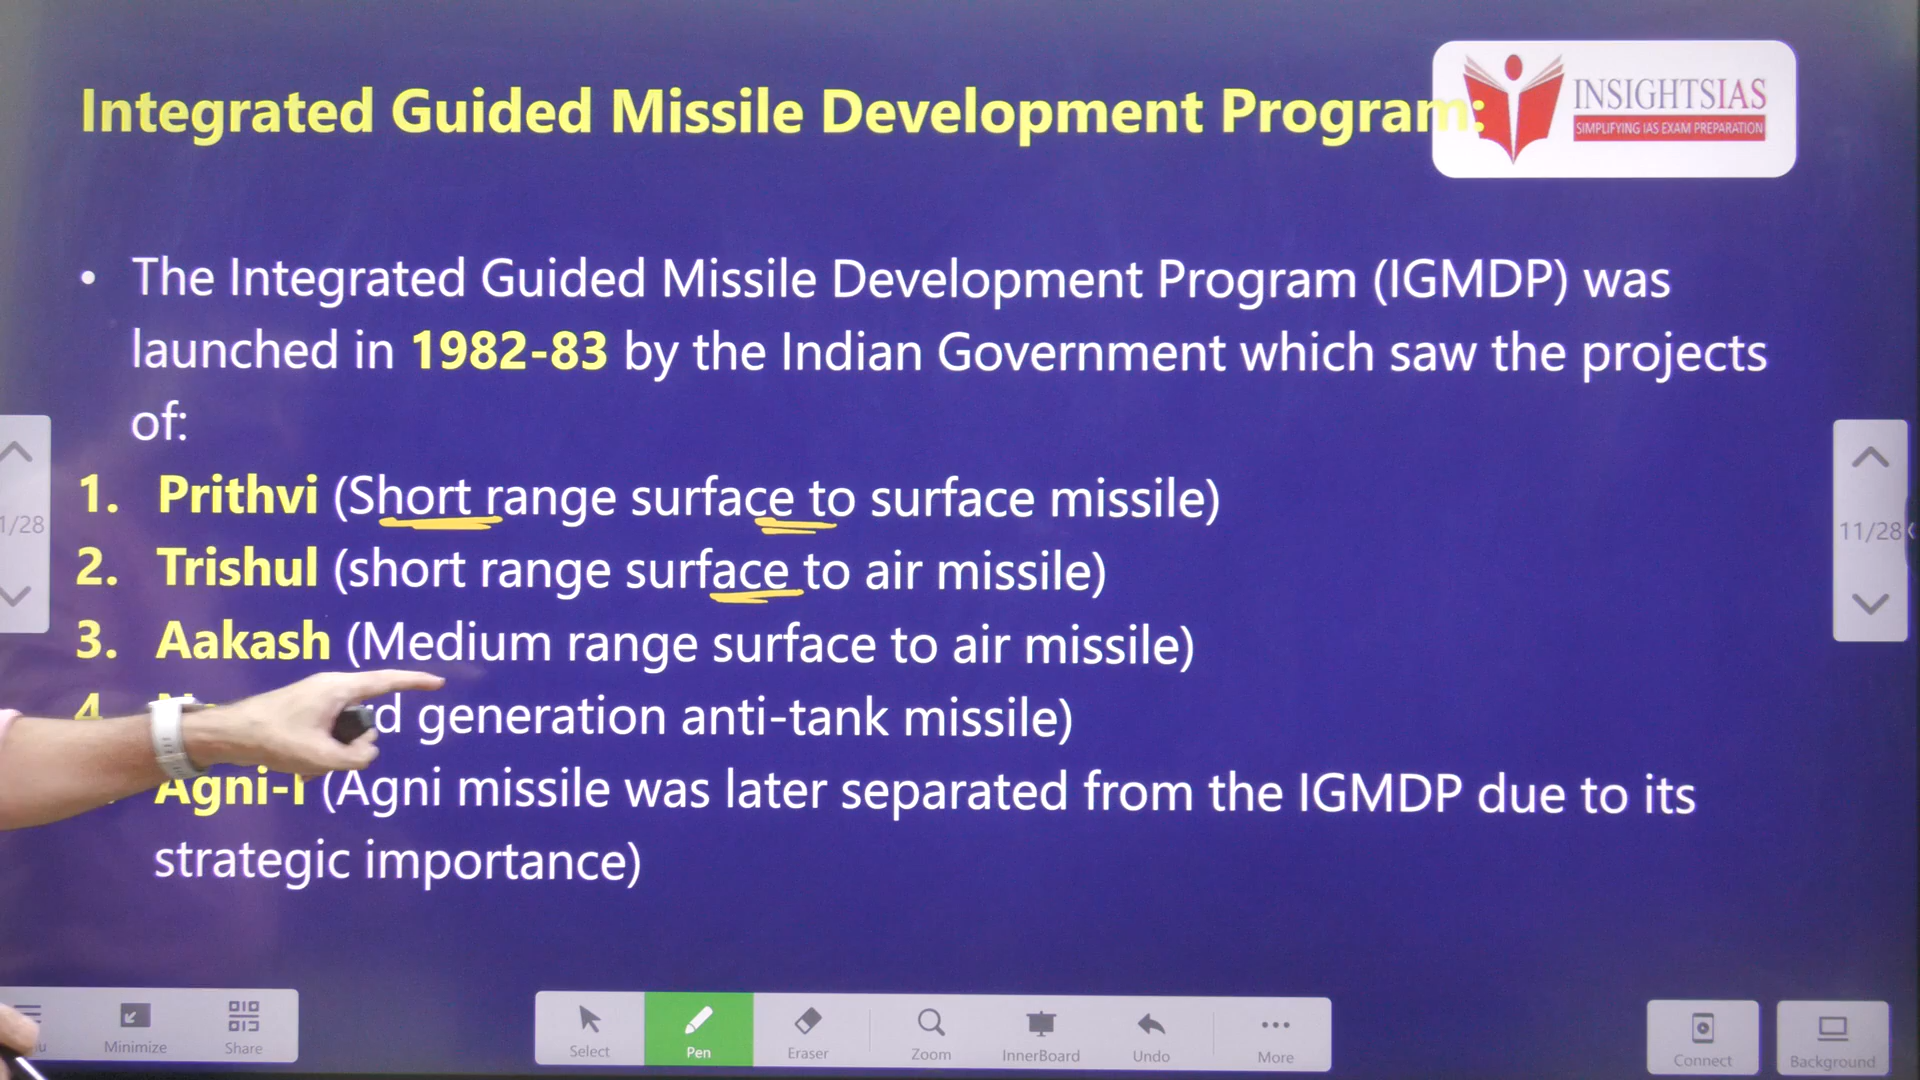 Integrated Guided Missile Development Program:
INSIGHTSIAS
SIMPLIFYING IAS EXAM PREPARATION
• The Integrated Guided Missile Development Program (IGMDP) was
launched in 1982-83 by the Indian Government which saw the projects
of:
1. Prithvi (Short range surface to surface missile)
2. Trishul (short range surface to air missile)
3. Aakash (Medium range surface to air missile)
4. rd generation anti-tank missile)
Agni-I (Agni missile was later separated from the IGMDP due to its
strategic importance)
1/28
11/28
Minimize
Share
Select
Pen
Eraser
Zoom
InnerBoard
Undo
More
Connect
Background